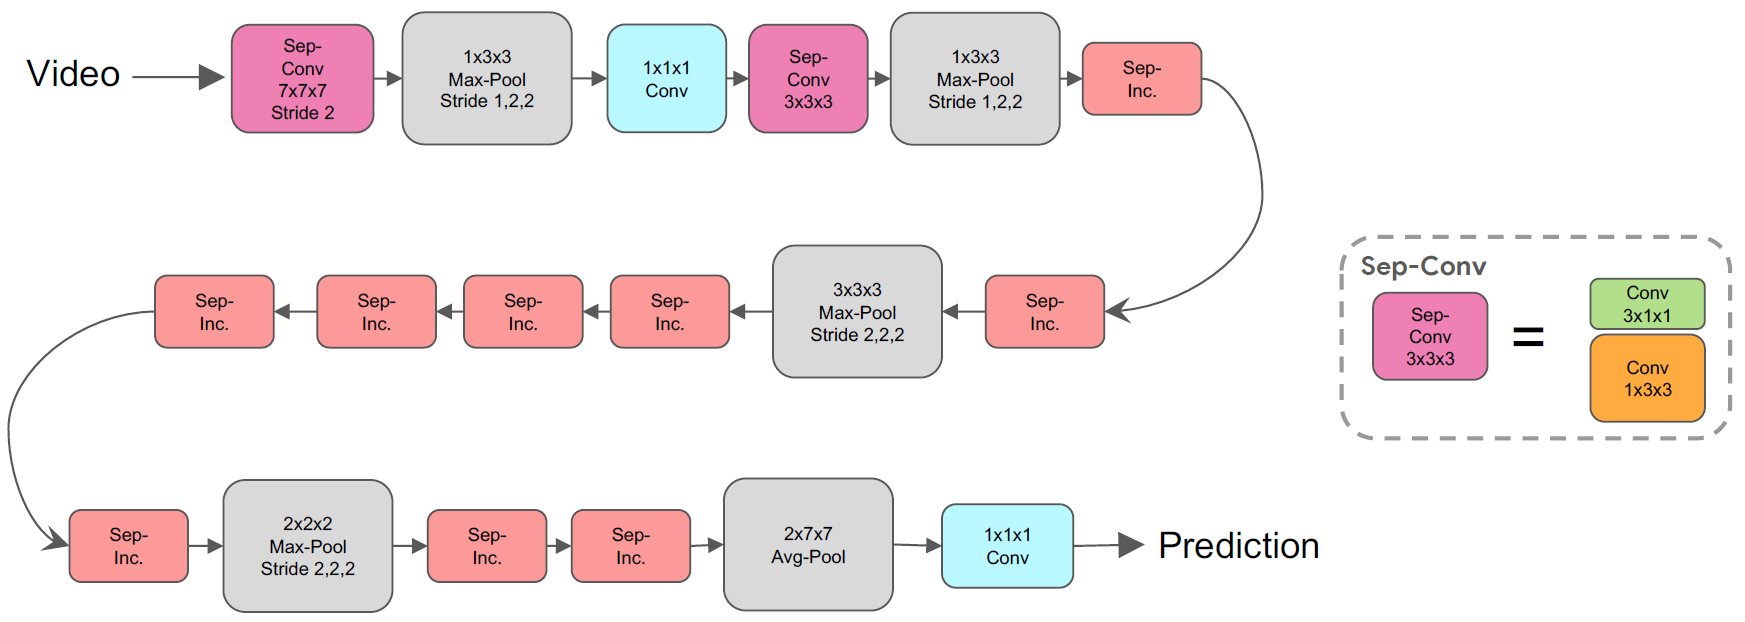 Video
Sep-
Conv
7x7x7
Stride 2
1x3x3
Max-Pool
Stride 1,2,2
1x1x1
Conv
Sep-
Conv
3x3x3
1x3x3
Max-Pool
Stride 1,2,2
Sep-
Inc.
Sep-
Inc.
3x3x3
Max-Pool
Stride 2,2,2
Sep-
Inc.
Sep-
Inc.
Sep-
Inc.
Sep-
Inc.
Sep-
Inc.
2x2x2
Max-Pool
Stride 2,2,2
Sep-
Inc.
Sep-
Inc.
2x7x7
Avg-Pool
1x1x1
Conv
Prediction
Sep-Conv
Sep-
Conv
3x3x3
=
Conv
3x1x1
Conv
1x3x3